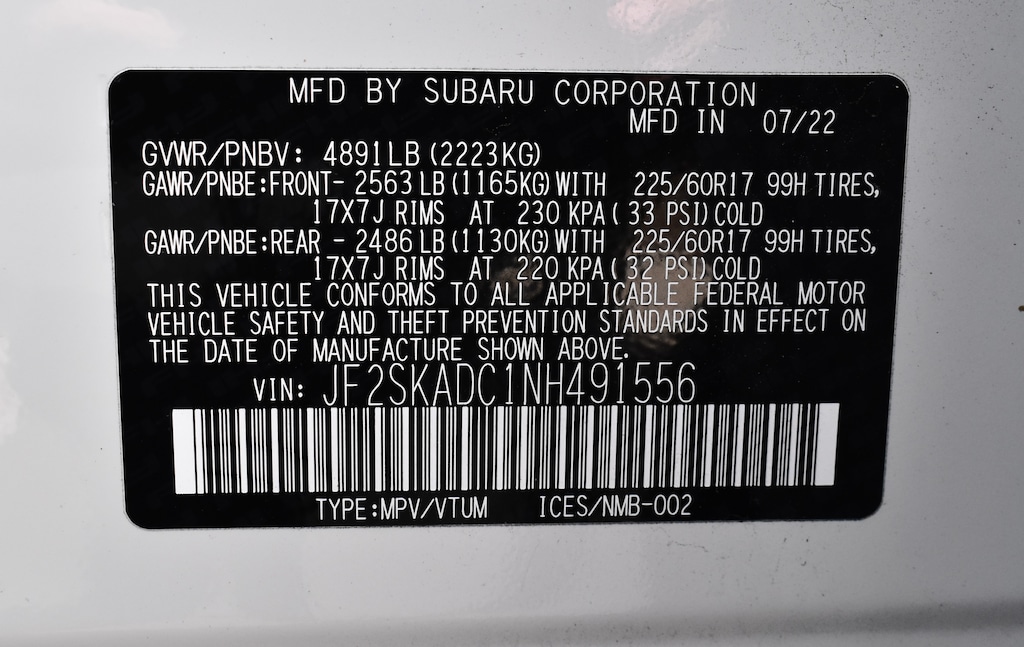 MFD BY SUBARU CORPORATION
MFD IN 07/22
GVWR/PNBV: 4891LB (2223KG)
GAWR/PNBE:FRONT- 2563 LB (1165KG) WITH 225/60R17 99H TIRES,
17X7J RIMS AT 230 KPA ( 33 PSI) COLD
GAWR/PNBE:REAR - 2486 LB (1130KG) WITH 225/60R17 99H TIRES,
17X7J RIMS AT 220 KPA ( 32 PSI) COLD
THIS VEHICLE CONFORMS TO ALL APPLICABLE FEDERAL MOTOR
VEHICLE SAFETY AND THEFT PREVENTION STANDARDS IN EFFECT ON
THE DATE OF MANUFACTURE SHOWN ABOVE.
VIN: JF2SKADC1NH491556
TYPE:MPV/VTUM ICES/NMB-002